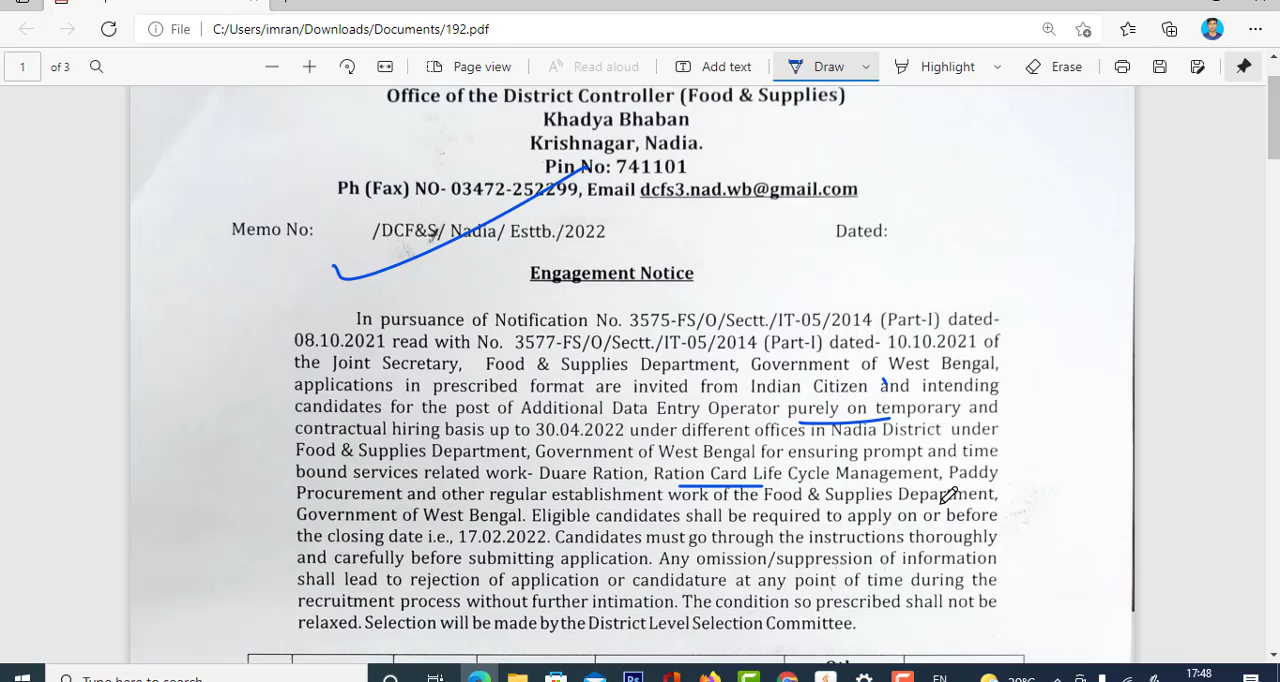 File C:/Users/imran/Downloads/Documents/192.pdf
1 of 3 Page view Read aloud Add text Draw Highlight Erase
Office of the District Controller (Food & Supplies)
Khadya Bhaban
Krishnagar, Nadia.
Pin No: 741101
Ph (Fax) NO- 03472-252299, Email dcfs3.nad.wb@gmail.com
Memo No: /DCF&S/ Nadia/ Esttb./2022 Dated:
Engagement Notice
In pursuance of Notification No. 3575-FS/O/Sectt./IT-05/2014 (Part-I) dated-
08.10.2021 read with No. 3577-FS/O/Sectt./IT-05/2014 (Part-I) dated- 10.10.2021 of
the Joint Secretary, Food & Supplies Department, Government of West Bengal,
applications in prescribed format are invited from Indian Citizen and intending
candidates for the post of Additional Data Entry Operator purely on temporary and
contractual hiring basis up to 30.04.2022 under different offices in Nadia District under
Food & Supplies Department, Government of West Bengal for ensuring prompt and time
bound services related work- Duare Ration, Ration Card Life Cycle Management, Paddy
Procurement and other regular establishment work of the Food & Supplies Department,
Government of West Bengal. Eligible candidates shall be required to apply on or before
the closing date i.e., 17.02.2022. Candidates must go through the instructions thoroughly
and carefully before submitting application. Any omission/suppression of information
shall lead to rejection of application or candidature at any point of time during the
recruitment process without further intimation. The condition so prescribed shall not be
relaxed. Selection will be made by the District Level Selection Committee.
Type here to search 17:48